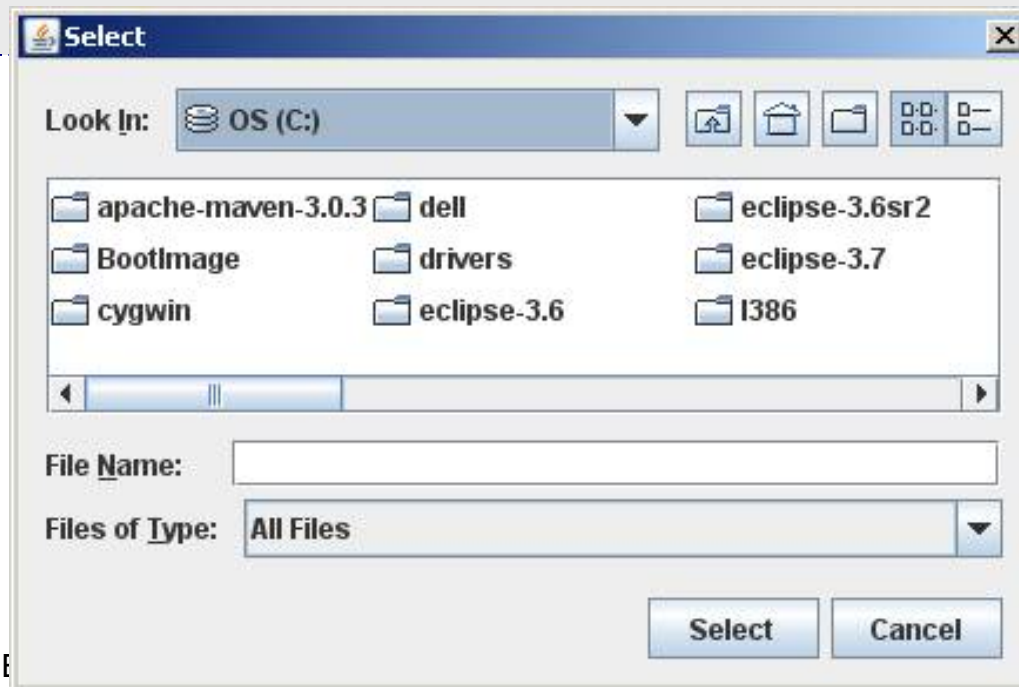 Select
Look In: OS (C:)
apache-maven-3.0.3 dell eclipse-3.6sr2
BootImage drivers eclipse-3.7
cygwin eclipse-3.6 I386
File Name:
Files of Type: All Files
Select Cancel